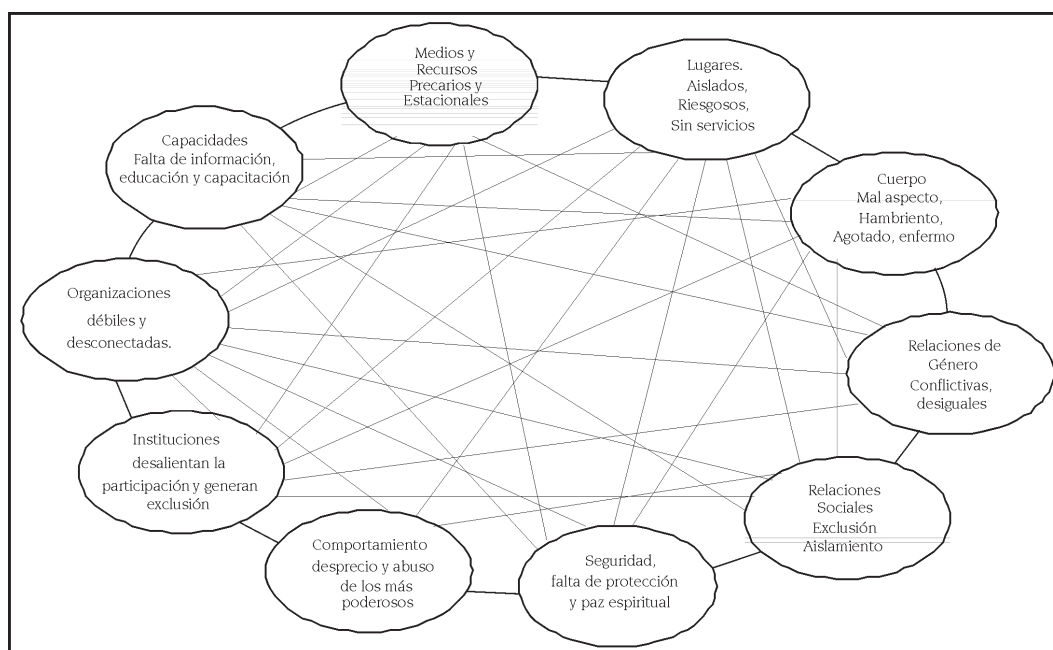 Medios y
Recursos
Precarios y
Estacionales
Lugares.
Aislados,
Riesgosos,
Sin servicios
Capacidades
Falta de información,
educación y capacitación
Cuerpo
Mal aspecto,
Hambriento,
Agotado, enfermo
Organizaciones
débiles y
desconectadas.
Relaciones de
Género
Conflictivas,
desiguales
Instituciones
desalientan la
participación y generan
exclusión
Relaciones
Sociales
Exclusión
Aislamiento
Comportamiento
desprecio y abuso
de los más
poderosos
Seguridad,
falta de protección
y paz espiritual